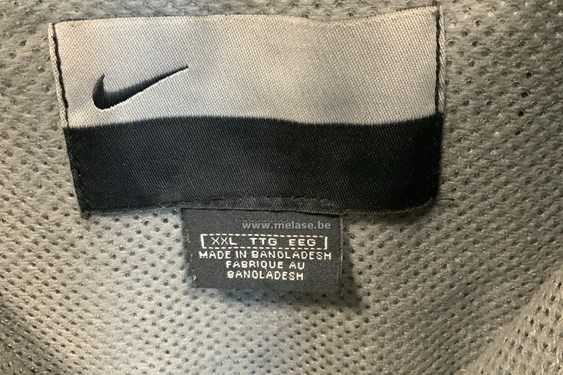 www.melase.be
[XXL TTG EEG]
MADE IN BANGLADESH
FABRIQUE AU
BANGLADESH